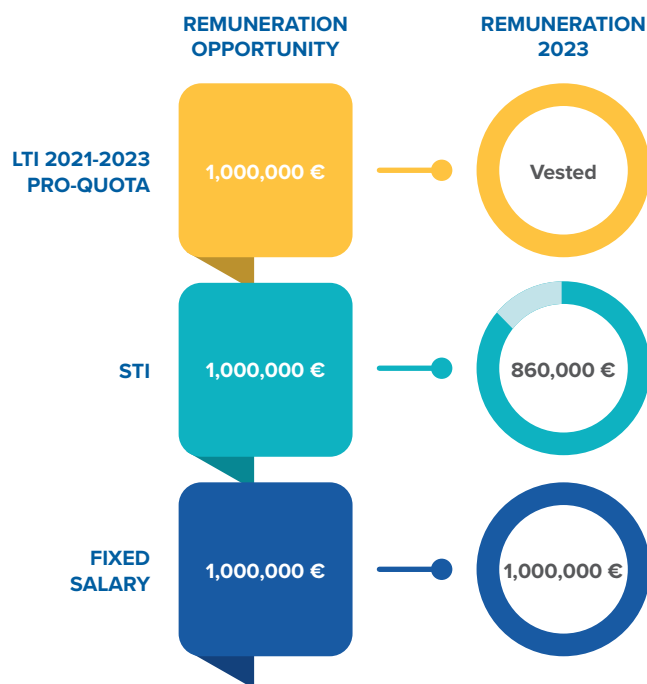 REMUNERATION
OPPORTUNITY
REMUNERATION
2023
LTI 2021-2023
PRO-QUOTA
1,000,000 €
Vested
STI
1,000,000 €
860,000 €
FIXED
SALARY
1,000,000 €
1,000,000 €